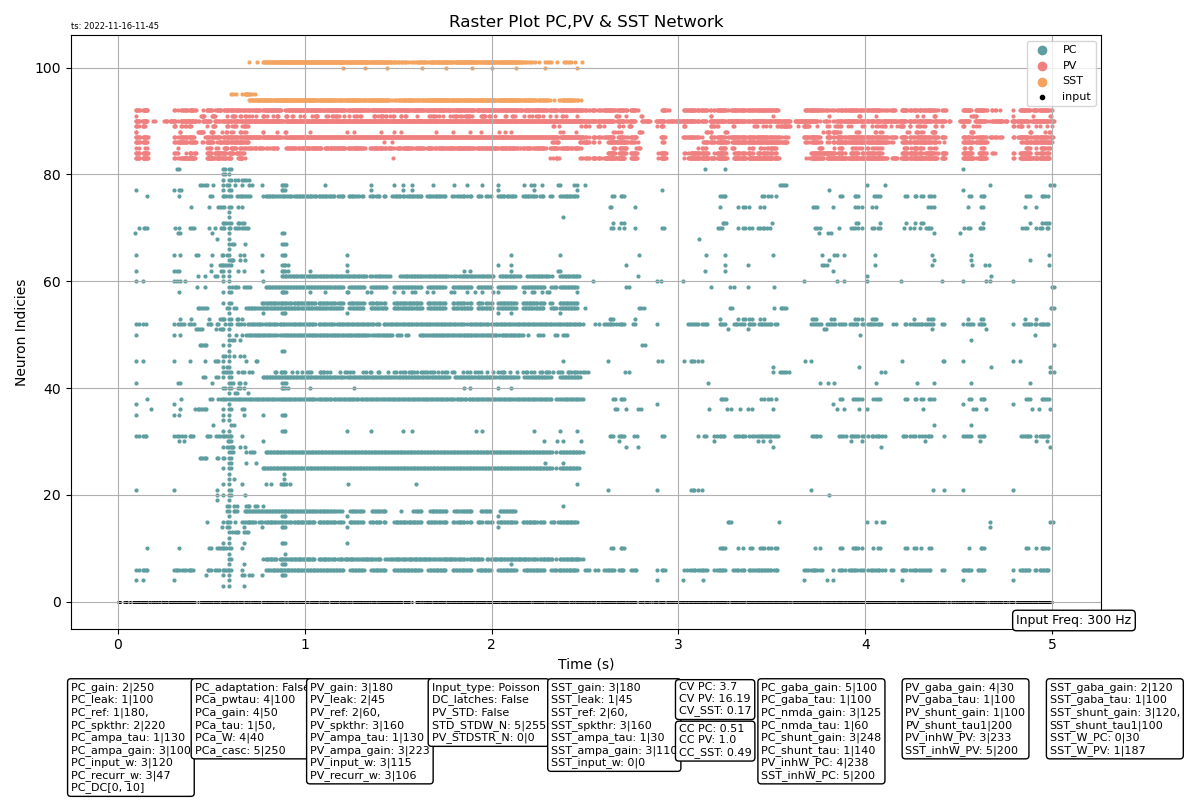 ts: 2022-11-16-11-45
Raster Plot PC,PV & SST Network
PC
PV
SST
input
Neuron Indicies
100
80
60
40
20
0
0
1
2
3
4
5
Input Freq: 300 Hz
Time (s)
PC_gain: 2|250
PC_leak: 1|100
PC_ref: 1|180,
PC_spkthr: 2|220
PC_ampa_tau: 1|130
PC_ampa_gain: 3|100
PC_input_w: 3|120
PC_recurr_w: 3|47
PC_DC[0, 10]
PC_adaptation: False
PCa_pwtau: 4|100
PCa_gain: 4|50
PCa_tau: 1|50,
PCa_W: 4|40
PCa_casc: 5|250
PV_gain: 3|180
PV_leak: 2|45
PV_ref: 2|60,
PV_spkthr: 3|160
PV_ampa_tau: 1|130
PV_ampa_gain: 3|223
PV_input_w: 3|115
PV_recurr_w: 3|106
Input_type: Poisson
DC_latches: False
PV_STD: False
STD_STDW_N: 5|255
PV_STDSTR_N: 0|0
SST_gain: 3|180
SST_leak: 1|45
SST_ref: 2|60,
SST_spkthr: 3|160
SST_ampa_tau: 1|30
SST_ampa_gain: 3|110
SST_input_w: 0|0
CV PC: 3.7
CV PV: 16.19
CV_SST: 0.17
CC PC: 0.51
CC PV: 1.0
CC_SST: 0.49
PC_gaba_gain: 5|100
PC_gaba_tau: 1|100
PC_nmda_gain: 3|125
PC_nmda_tau: 1|60
PC_shunt_gain: 3|248
PC_shunt_tau: 1|140
PV_inhW_PC: 4|238
SST_inhW_PC: 5|200
PV_gaba_gain: 4|30
PV_gaba_tau: 1|100
PV_shunt_gain: 1|100
PV_shunt_tau1|200
PV_inhW_PV: 3|233
SST_inhW_PV: 5|200
SST_gaba_gain: 2|120
SST_gaba_tau: 1|100
SST_shunt_gain: 3|120,
SST_shunt_tau1|100
SST_W_PC: 0|30
SST_W_PV: 1|187